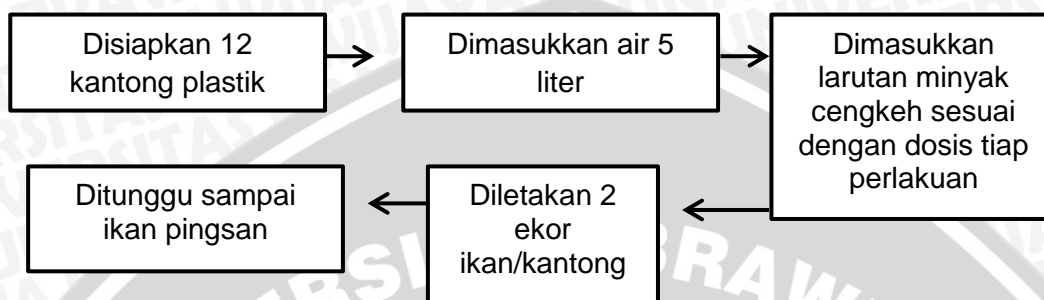 Disiapkan 12
kantong plastik
Dimasukkan air 5
liter
Dimasukkan
larutan minyak
cengkeh sesuai
dengan dosis tiap
perlakuan
Diletakan 2
ekor
ikan/kantong
Ditunggu sampai
ikan pingsan